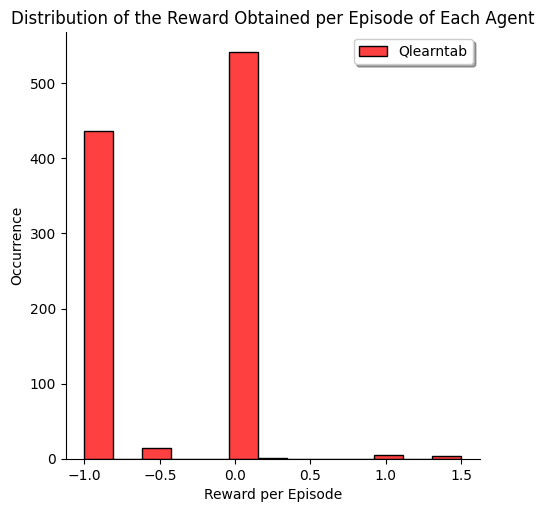 Distribution of the Reward Obtained per Episode of Each Agent
Qlearntab
Occurrence
500
400
300
200
100
0
−1.0 −0.5 0.0 0.5 1.0 1.5
Reward per Episode